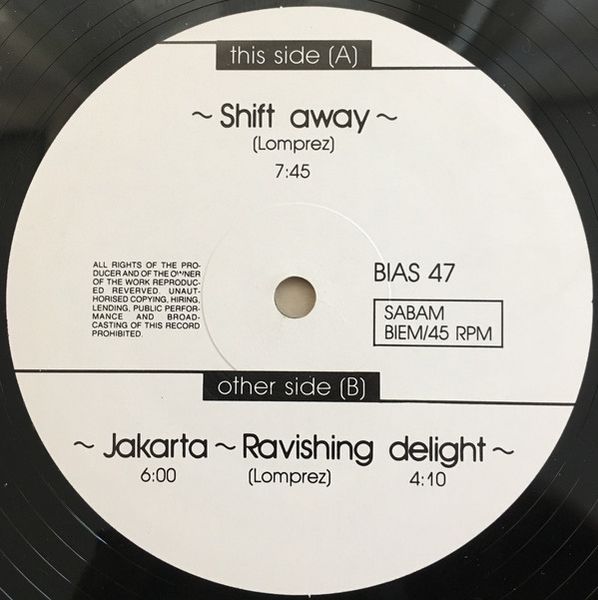 this side (A)
~ Shift away ~
(Lomprez)
7:45
ALL RIGHTS OF THE PRO-
DUCER AND OF THE OWNER
OF THE WORK REPRODUC-
ED REVERVED. UNAUT-
HORISED COPYING, HIRING,
LENDING, PUBLIC PERFOR-
MANCE AND BROAD-
CASTING OF THIS RECORD
PROHIBITED.
BIAS 47
SABAM
BIEM/45 RPM
other side (B)
~ Jakarta ~ Ravishing delight ~
6:00 (Lomprez) 4:10